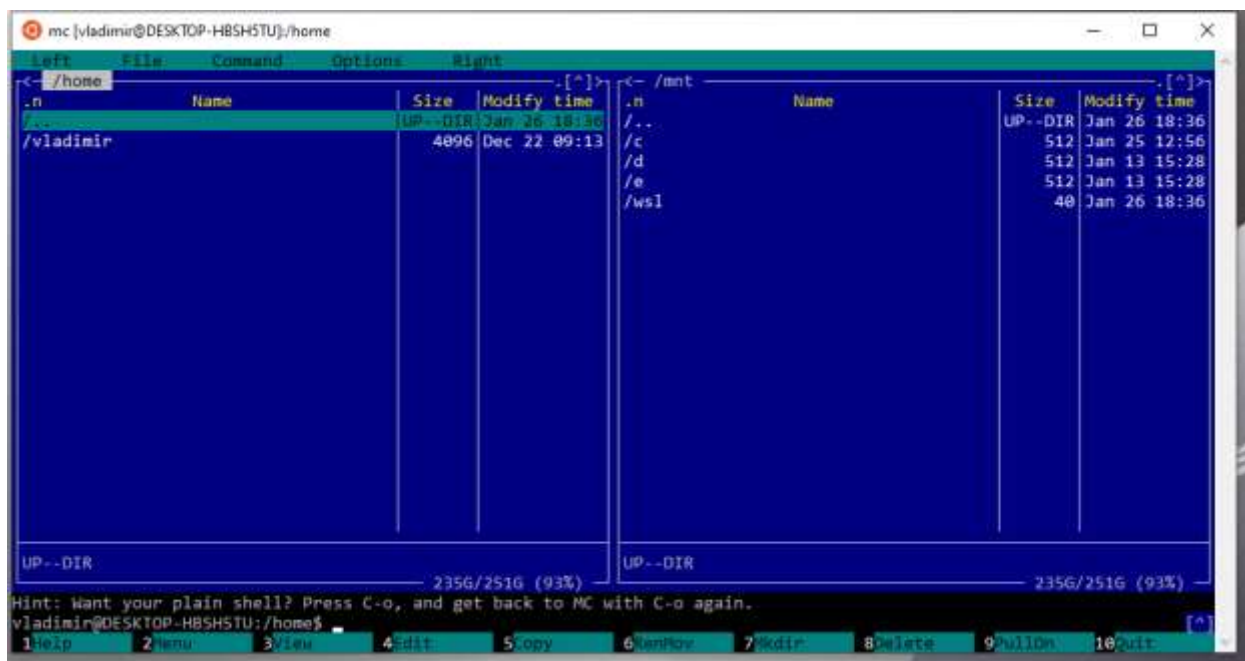 mc [vladimir@DESKTOP-HBSH5TU]:/home
Left File Command Options Right
<- /home .[^]> <- /mnt .[^]>
.n Name Size Modify time .n Name Size Modify time
/.. UP--DIR Jan 26 18:36 /.. UP--DIR Jan 26 18:36
/vladimir 4096 Dec 22 09:13 /c 512 Jan 25 12:56
/d 512 Jan 13 15:28
/e 512 Jan 13 15:28
/wsl 40 Jan 26 18:36
UP--DIR UP--DIR
235G/251G (93%) 235G/251G (93%)
Hint: Want your plain shell? Press C-o, and get back to MC with C-o again.
vladimir@DESKTOP-HBSH5TU:/home$ [^]
1Help 2Menu 3View 4Edit 5Copy 6RenMov 7Mkdir 8Delete 9PullDn 10Quit